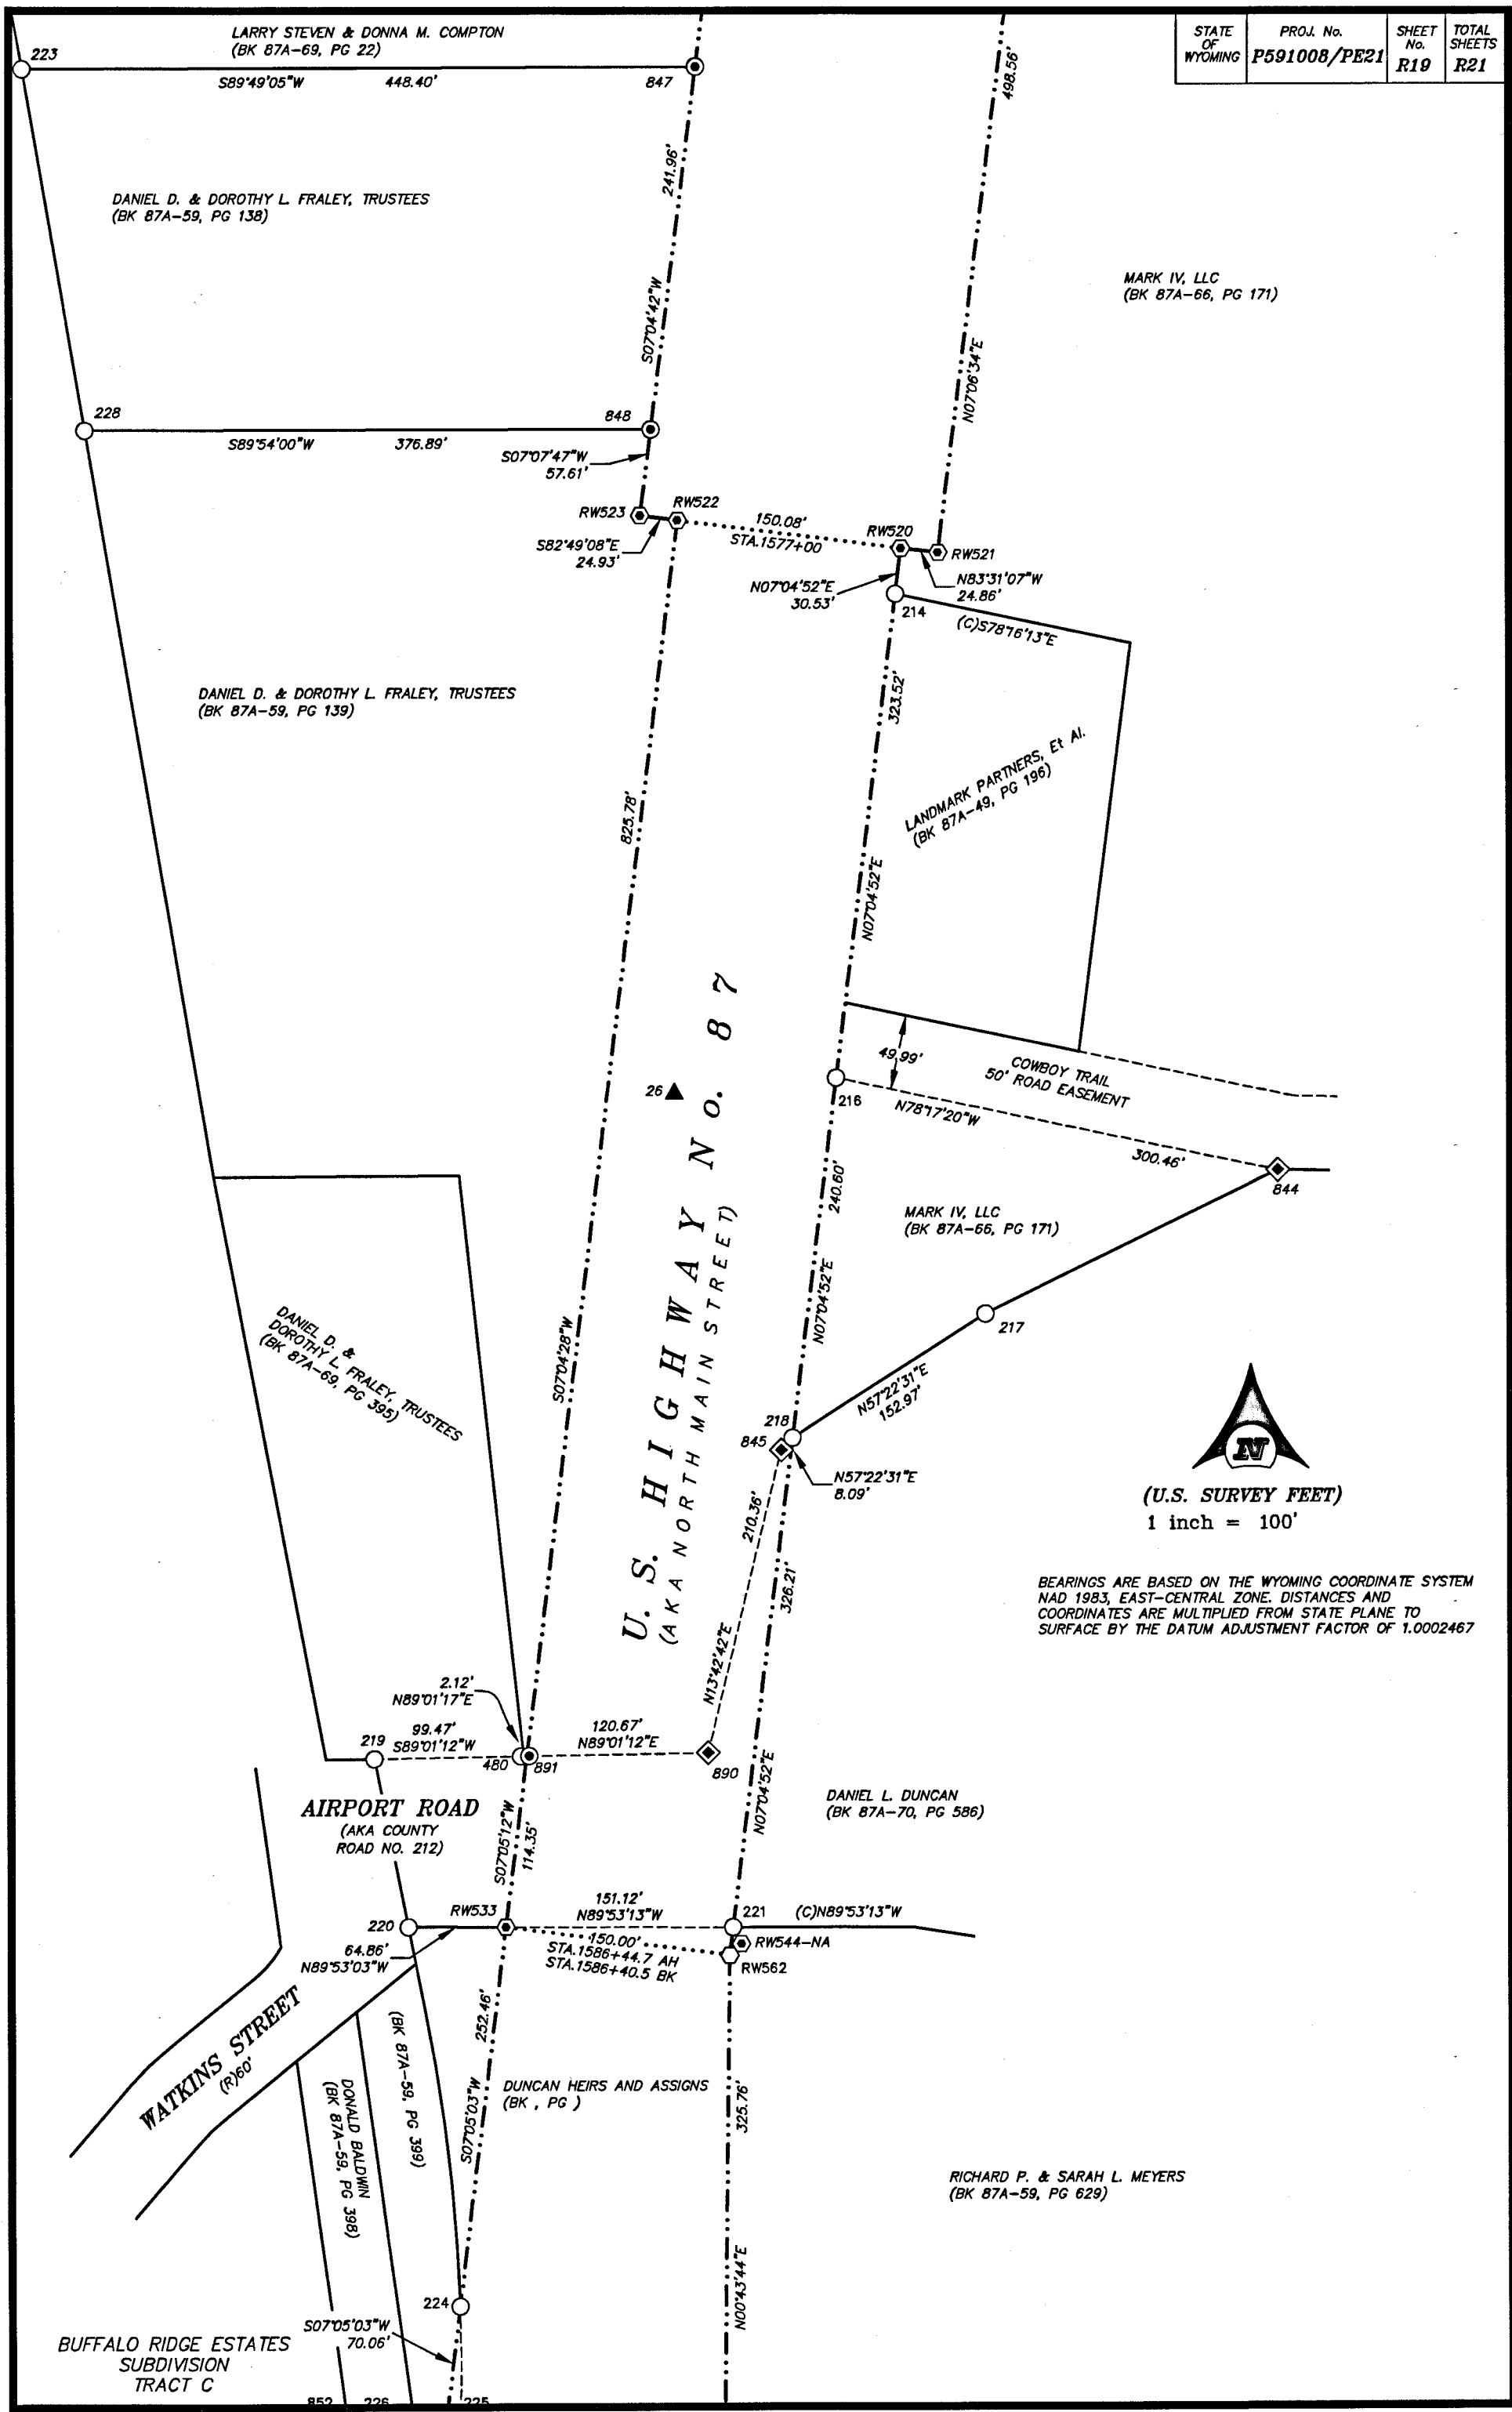 STATE OF WYOMING
PROJ. No. P591008/PE21
SHEET No. R19
TOTAL SHEETS R21
LARRY STEVEN & DONNA M. COMPTON
(BK 87A-69, PG 22)
223
S89°49'05"W 448.40' 847
498.56'
241.96'
DANIEL D. & DOROTHY L. FRALEY, TRUSTEES
(BK 87A-59, PG 138)
MARK IV, LLC
(BK 87A-66, PG 171)
S07°04'42"W
N07°06'34"E
228
848
S89°54'00"W 376.89'
S07°07'47"W
57.61'
RW523
RW522
150.08'
STA.1577+00
RW520
RW521
S82°49'08"E
24.93'
N83°31'07"W
24.86'
N07°04'52"E
30.53'
214
(C)S78°16'13"E
DANIEL D. & DOROTHY L. FRALEY, TRUSTEES
(BK 87A-59, PG 139)
323.52'
LANDMARK PARTNERS, Et Al.
(BK 87A-49, PG 196)
825.78'
N07°04'52"E
49.99'
COWBOY TRAIL
50' ROAD EASEMENT
26
216
N78°17'20"W
300.46'
844
240.60'
MARK IV, LLC
(BK 87A-66, PG 171)
U.S. HIGHWAY No. 87
(AKA NORTH MAIN STREET)
N07°04'52"E
217
DANIEL D. &
DOROTHY L. FRALEY, TRUSTEES
(BK 87A-69, PG 395)
S07°04'28"W
N57°22'31"E
152.97'
218
845
N57°22'31"E
8.09'
N
(U.S. SURVEY FEET)
1 inch = 100'
210.36'
326.21'
BEARINGS ARE BASED ON THE WYOMING COORDINATE SYSTEM
NAD 1983, EAST-CENTRAL ZONE. DISTANCES AND
COORDINATES ARE MULTIPLIED FROM STATE PLANE TO
SURFACE BY THE DATUM ADJUSTMENT FACTOR OF 1.0002467
N13°42'42"E
2.12'
N89°01'17"E
99.47'
S89°01'12"W
219
480
891
120.67'
N89°01'12"E
890
N07°04'52"E
DANIEL L. DUNCAN
(BK 87A-70, PG 586)
AIRPORT ROAD
(AKA COUNTY
ROAD NO. 212)
S07°05'12"W
114.35'
RW533
151.12'
N89°53'13"W
221
(C)N89°53'13"W
220
64.86'
N89°53'03"W
150.00'
STA.1586+44.7 AH
STA.1586+40.5 BK
RW544-NA
RW562
WATKINS STREET
(R)60'
252.46'
(BK 87A-59, PG 399)
DONALD BALDWIN
(BK 87A-59, PG 398)
S07°05'03"W
DUNCAN HEIRS AND ASSIGNS
(BK , PG )
325.76'
RICHARD P. & SARAH L. MEYERS
(BK 87A-59, PG 629)
N00°43'44"E
224
S07°05'03"W
70.06'
BUFFALO RIDGE ESTATES
SUBDIVISION
TRACT C
852
226
225